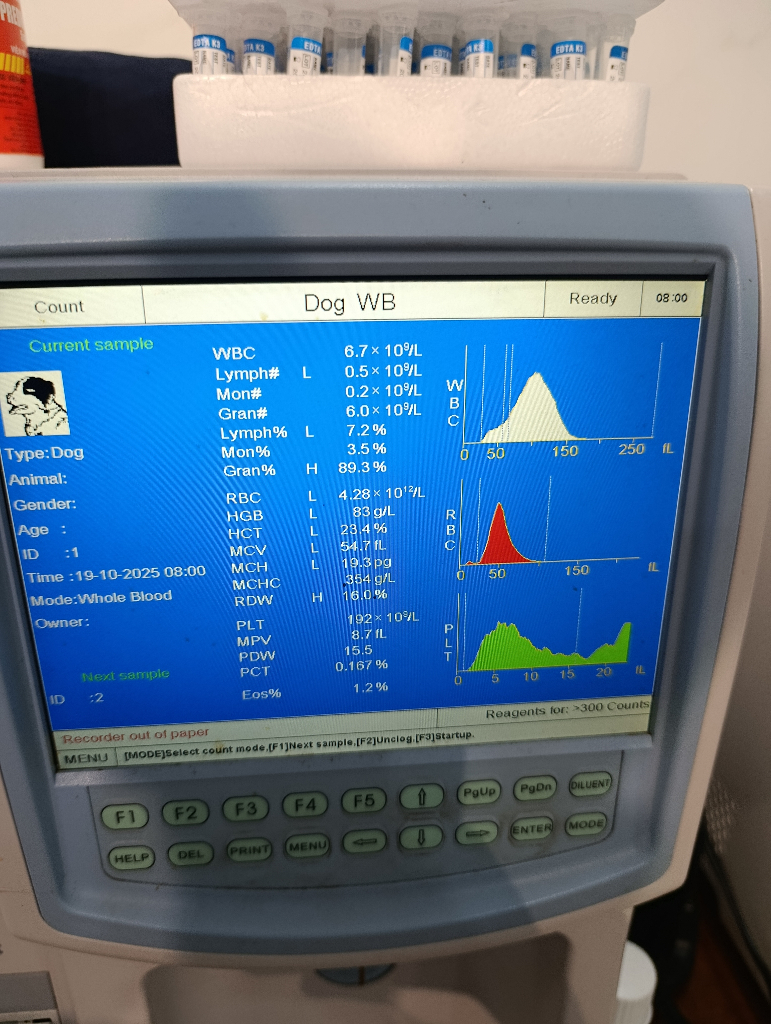 EDTA K3
EDTA K3
EDTA
EDTA
EDTA K3
EDTA
Count
Dog WB
Ready
08:00
Current sample
WBC 6.7 × 10⁹/L
Lymph# L 0.5 × 10⁹/L
Mon# 0.2 × 10⁹/L
Gran# 6.0 × 10⁹/L
Lymph% L 7.2 %
Mon% 3.5 %
Gran% H 89.3 %
RBC L 4.28 × 10¹²/L
HGB L 83 g/L
HCT L 23.4 %
MCV L 54.7 fL
MCH L 19.3 pg
MCHC 354 g/L
RDW H 16.0 %
PLT 192 × 10⁹/L
MPV 8.7 fL
PDW 15.5
PCT 0.167 %
Eos% 1.2 %
Type:Dog
Animal:
Gender:
Age :
ID :1
Time :19-10-2025 08:00
Mode:Whole Blood
Owner:
Next sample
ID :2
WBC
0 50 150 250 fL
RBC
0 50 150 fL
PLT
0 5 10 15 20 fL
Reagents for: >300 Counts
Recorder out of paper
MENU [MODE]Select count mode,[F1]Next sample,[F2]Unclog,[F3]Startup.
F1 F2 F3 F4 F5 ⇧ PgUp PgDn DILUENT
HELP DEL PRINT MENU ⇦ ⇩ ⇨ ENTER MODE